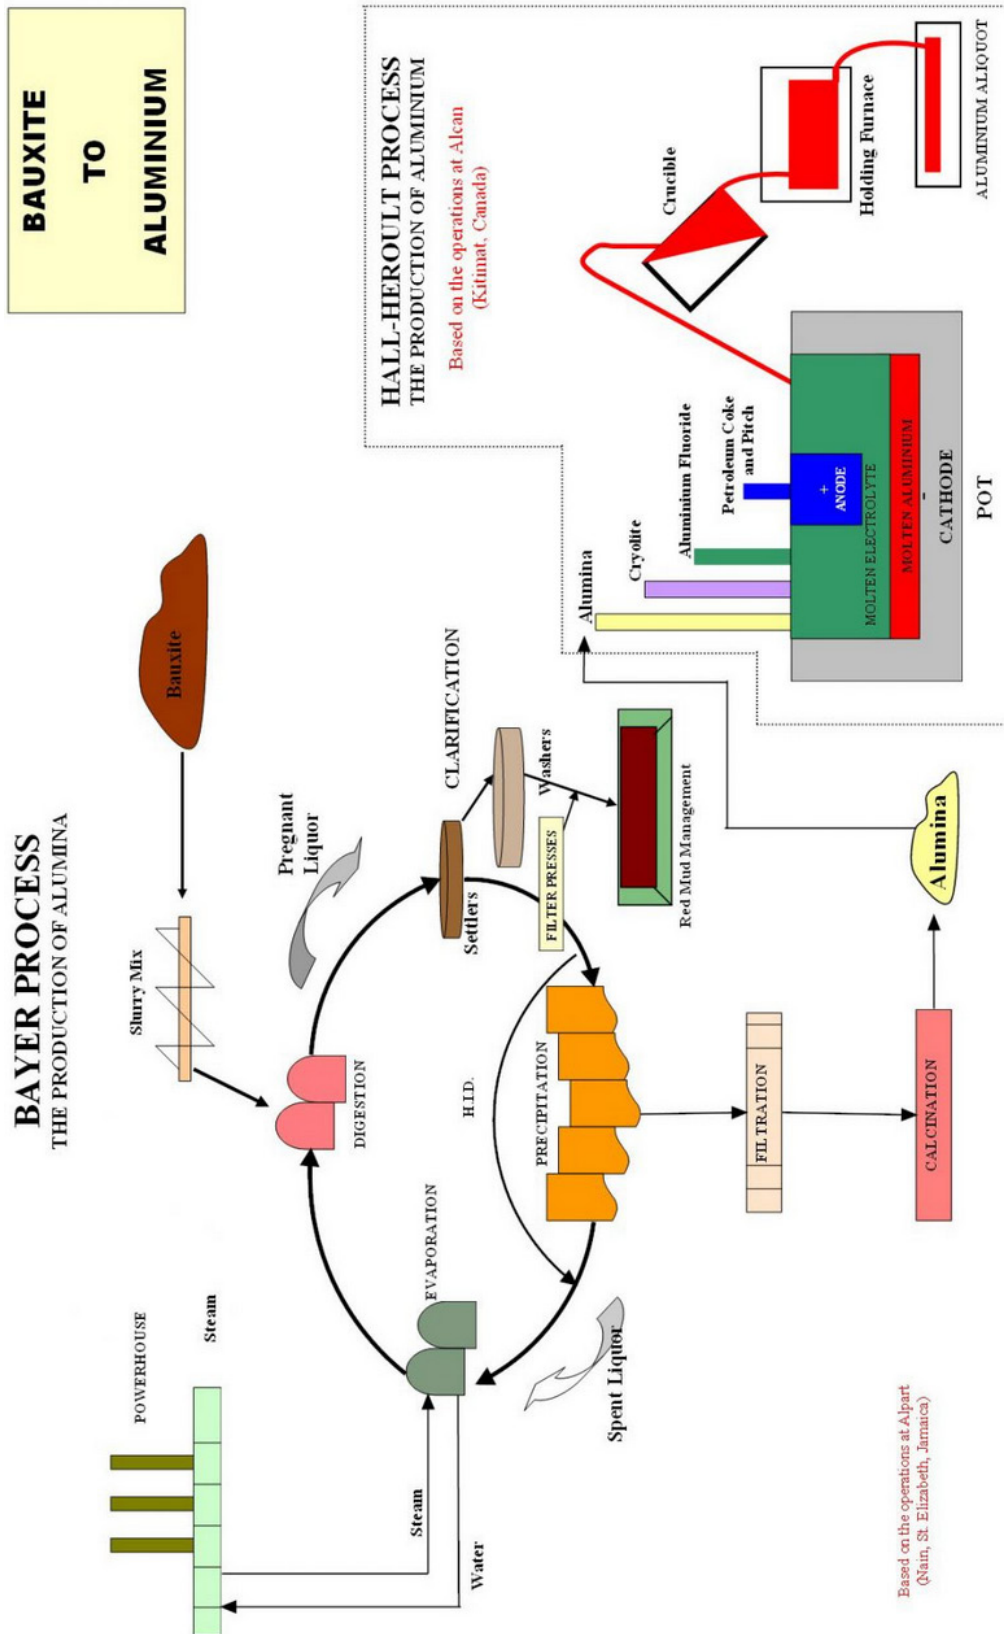 BAUXITE
TO
ALUMINIUM
BAYER PROCESS
THE PRODUCTION OF ALUMINA
POWERHOUSE
Steam
Slurry Mix
Bauxite
Pregnant
Liquor
DIGESTION
EVAPORATION
Steam
Water
CLARIFICATION
Settlers
Washers
FILTER PRESSES
Red Mud Management
H.I.D.
PRECIPITATION
Spent Liquor
FILTRATION
CALCINATION
Alumina
Based on the operations at Alpart
(Nain, St. Elizabeth, Jamaica)
HALL-HEROULT PROCESS
THE PRODUCTION OF ALUMINIUM
Based on the operations at Alcan
(Kitimat, Canada)
Alumina
Cryolite
Aluminium Fluoride
Petroleum Coke
and Pitch
Crucible
+
ANODE
MOLTEN ELECTROLYTE
MOLTEN ALUMINIUM
-
CATHODE
POT
Holding Furnace
ALUMINIUM ALIQUOT